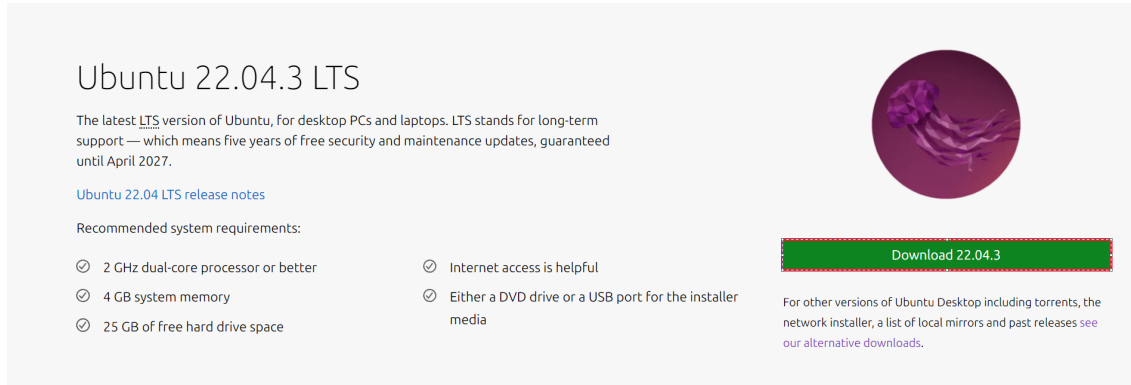 Ubuntu 22.04.3 LTS
The latest LTS version of Ubuntu, for desktop PCs and laptops. LTS stands for long-term
support — which means five years of free security and maintenance updates, guaranteed
until April 2027.
Ubuntu 22.04 LTS release notes
Recommended system requirements:
2 GHz dual-core processor or better
4 GB system memory
25 GB of free hard drive space
Internet access is helpful
Either a DVD drive or a USB port for the installer
media
Download 22.04.3
For other versions of Ubuntu Desktop including torrents, the
network installer, a list of local mirrors and past releases see
our alternative downloads.